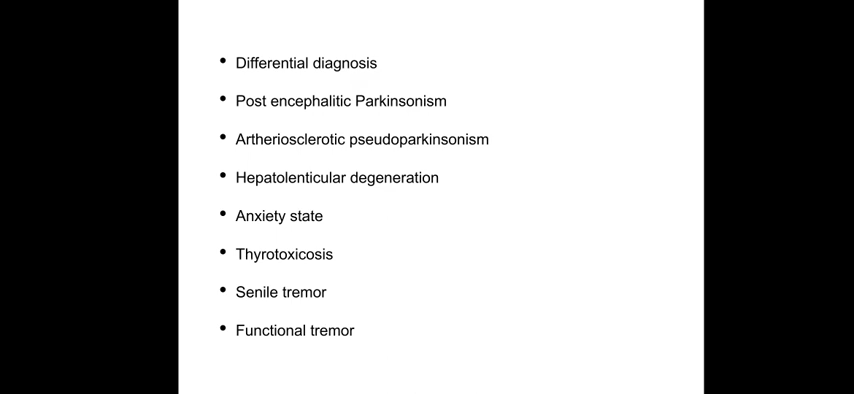 • Differential diagnosis
• Post encephalitic Parkinsonism
• Artheriosclerotic pseudoparkinsonism
• Hepatolenticular degeneration
• Anxiety state
• Thyrotoxicosis
• Senile tremor
• Functional tremor